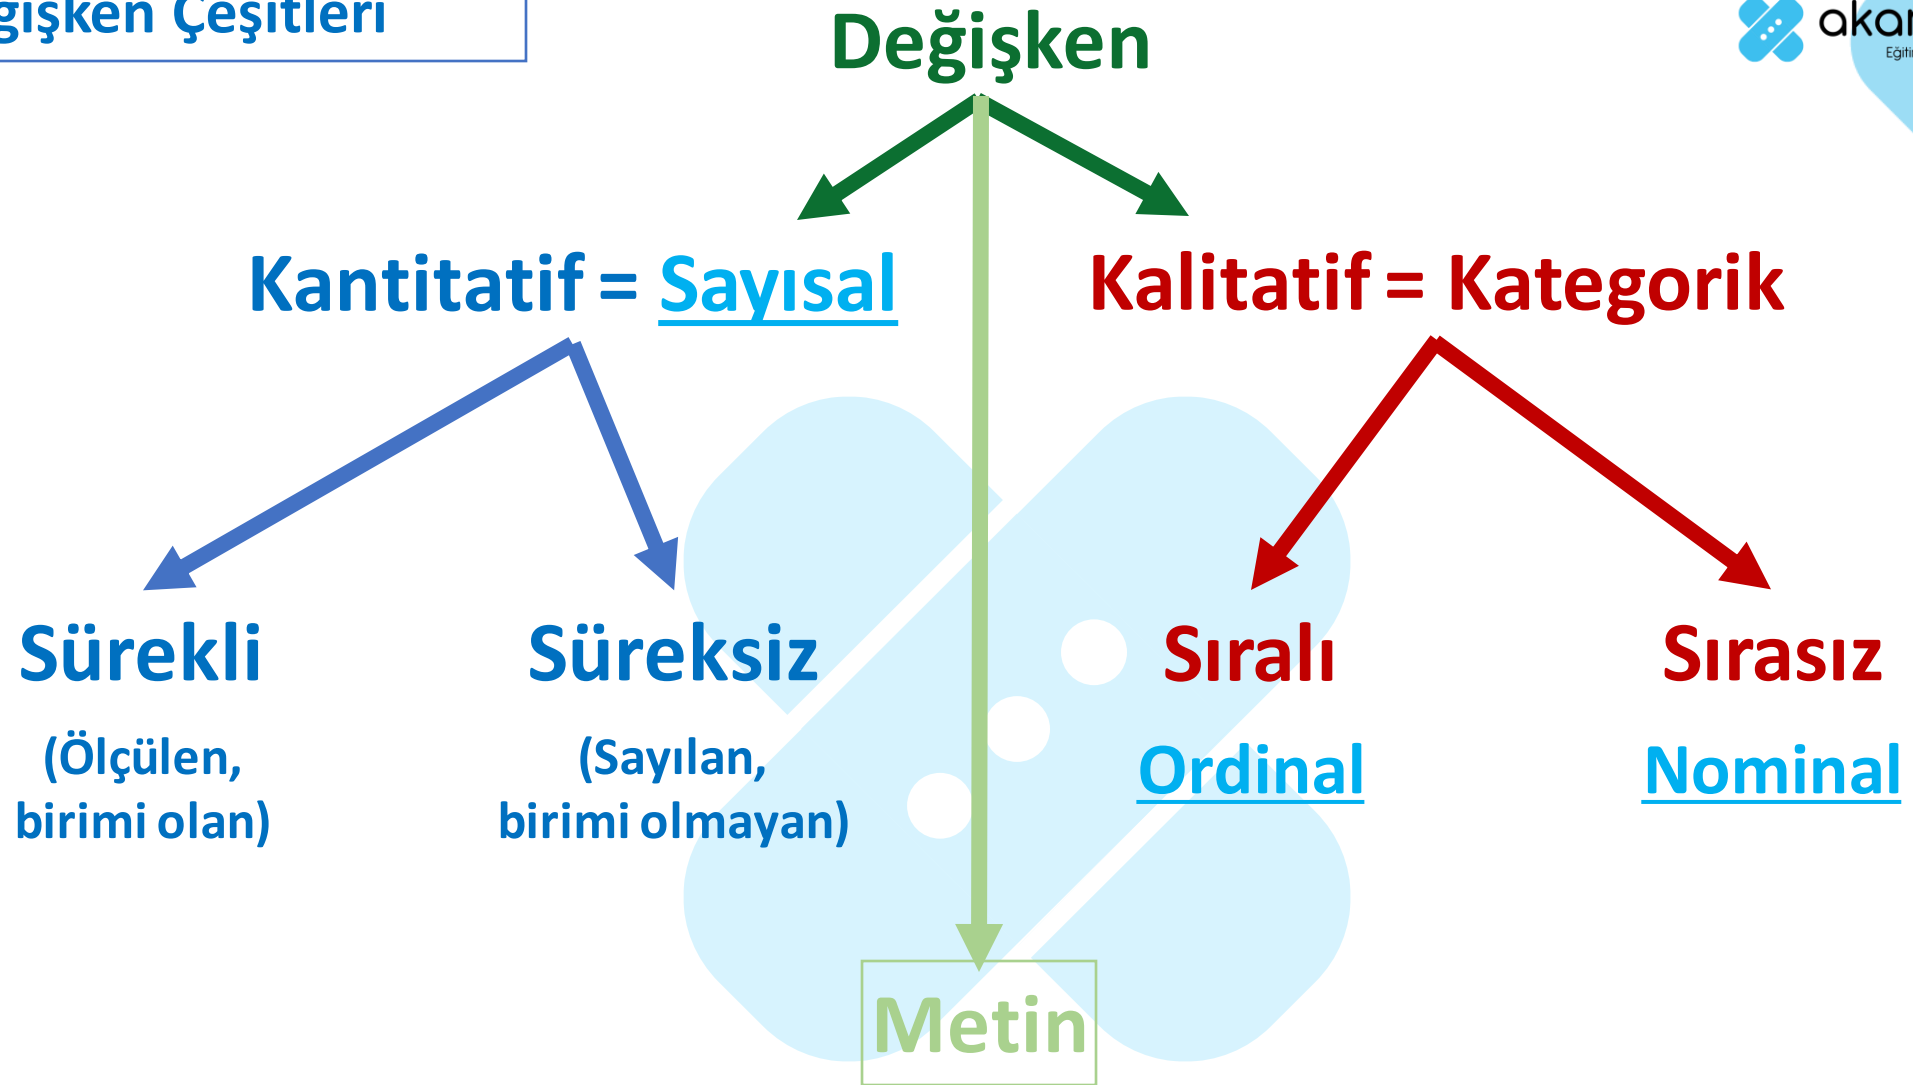 Çeşitleri
Değişken
Kantitatif = Sayısal
Kalitatif = Kategorik
Sürekli
Süreksiz
Sıralı
Sırasız
(Ölçülen,
birimi olan)
(Sayılan,
birimi olmayan)
Ordinal
Nominal
Metin